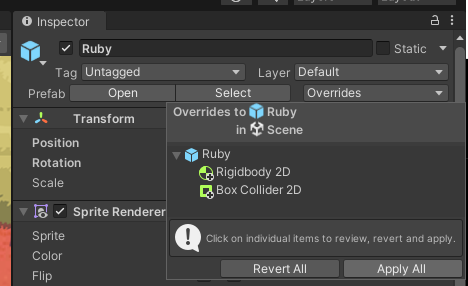 Inspector
Ruby
Static
Tag Untagged Layer Default
Prefab Open Select Overrides
Transform
Overrides to Ruby
in Scene
Position
Ruby
Rotation
Rigidbody 2D
Scale
Box Collider 2D
Sprite Renderer
Sprite
Click on individual items to review, revert and apply.
Color
Flip
Revert All Apply All